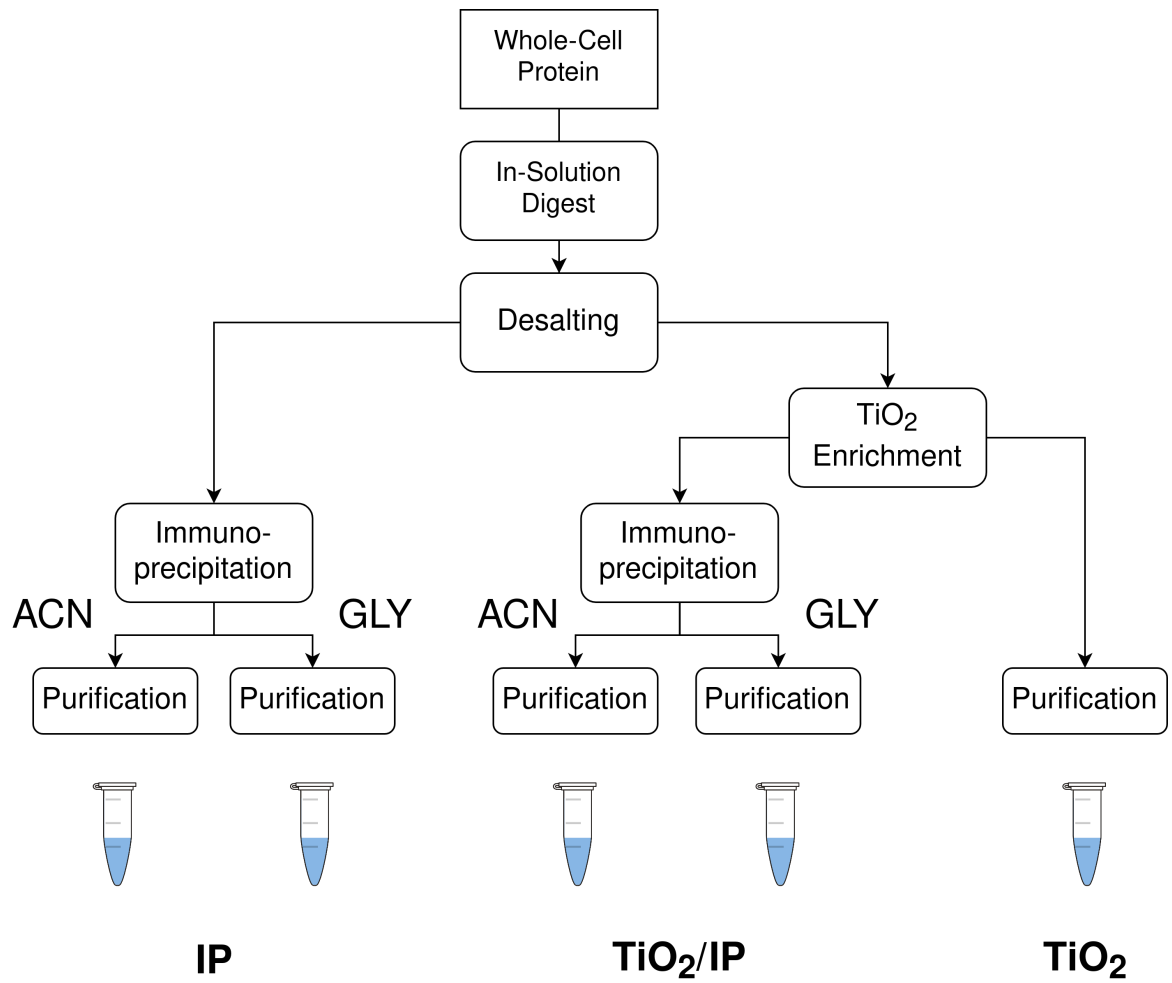 Whole-Cell
Protein
In-Solution
Digest
Desalting
TiO2
Enrichment
Immuno-
precipitation
Immuno-
precipitation
ACN
GLY
ACN
GLY
Purification
Purification
Purification
Purification
Purification
IP
TiO2/IP
TiO2